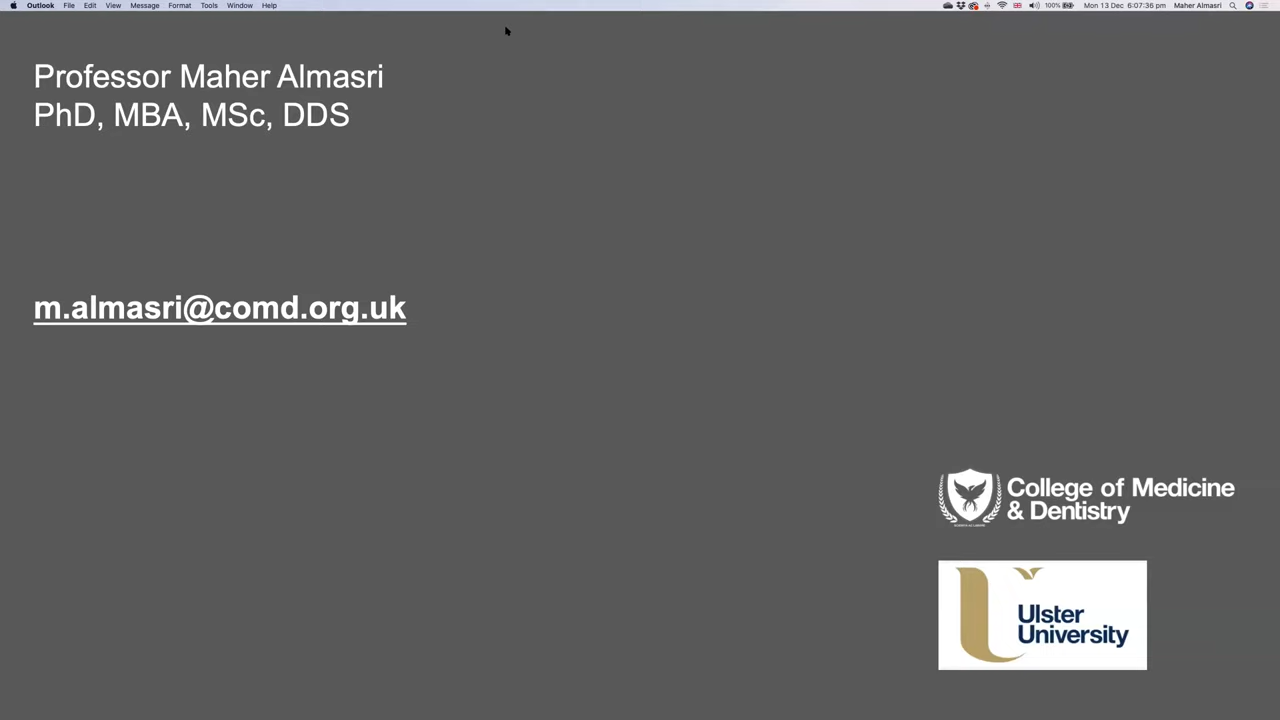 Outlook File Edit View Message Format Tools Window Help
100% Mon 13 Dec 6:07:36 pm Maher Almasri
Professor Maher Almasri
PhD, MBA, MSc, DDS
m.almasri@comd.org.uk
College of Medicine
& Dentistry
Ulster
University